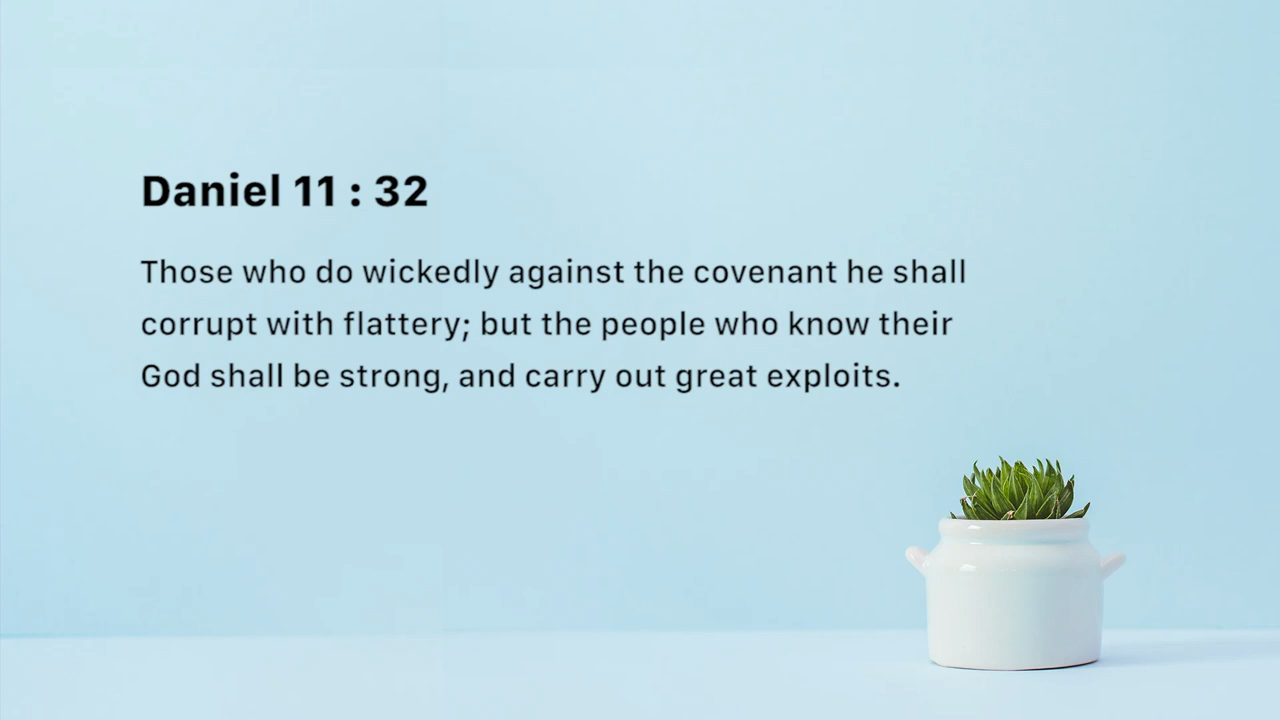 Daniel 11 : 32
Those who do wickedly against the covenant he shall
corrupt with flattery; but the people who know their
God shall be strong, and carry out great exploits.